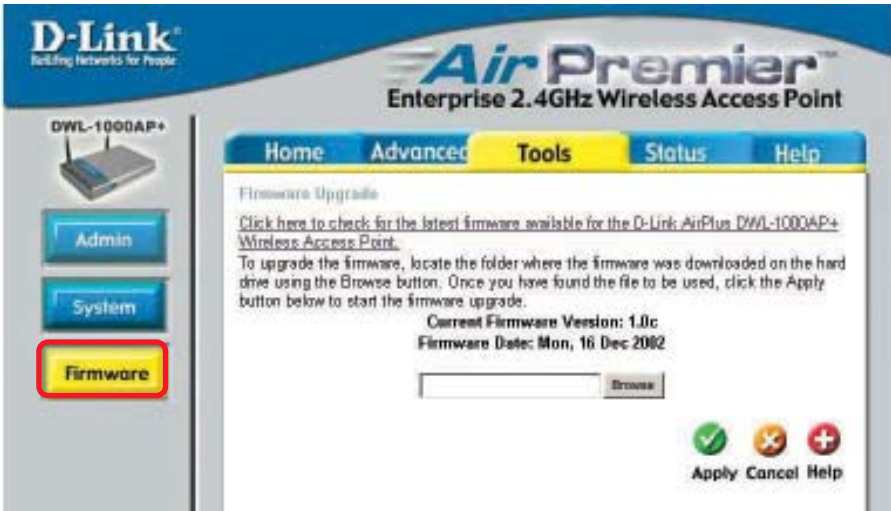 D-Link
Building Networks for People
Air Premier™
Enterprise 2.4GHz Wireless Access Point
DWL-1000AP+
Home Advanced Tools Status Help
Admin
System
Firmware
Firmware Upgrade
Click here to check for the latest firmware available for the D-Link AirPlus DWL-1000AP+
Wireless Access Point.
To upgrade the firmware, locate the folder where the firmware was downloaded on the hard
drive using the Browse button. Once you have found the file to be used, click the Apply
button below to start the firmware upgrade.
Current Firmware Version: 1.0c
Firmware Date: Mon, 16 Dec 2002
Browse
Apply Cancel Help